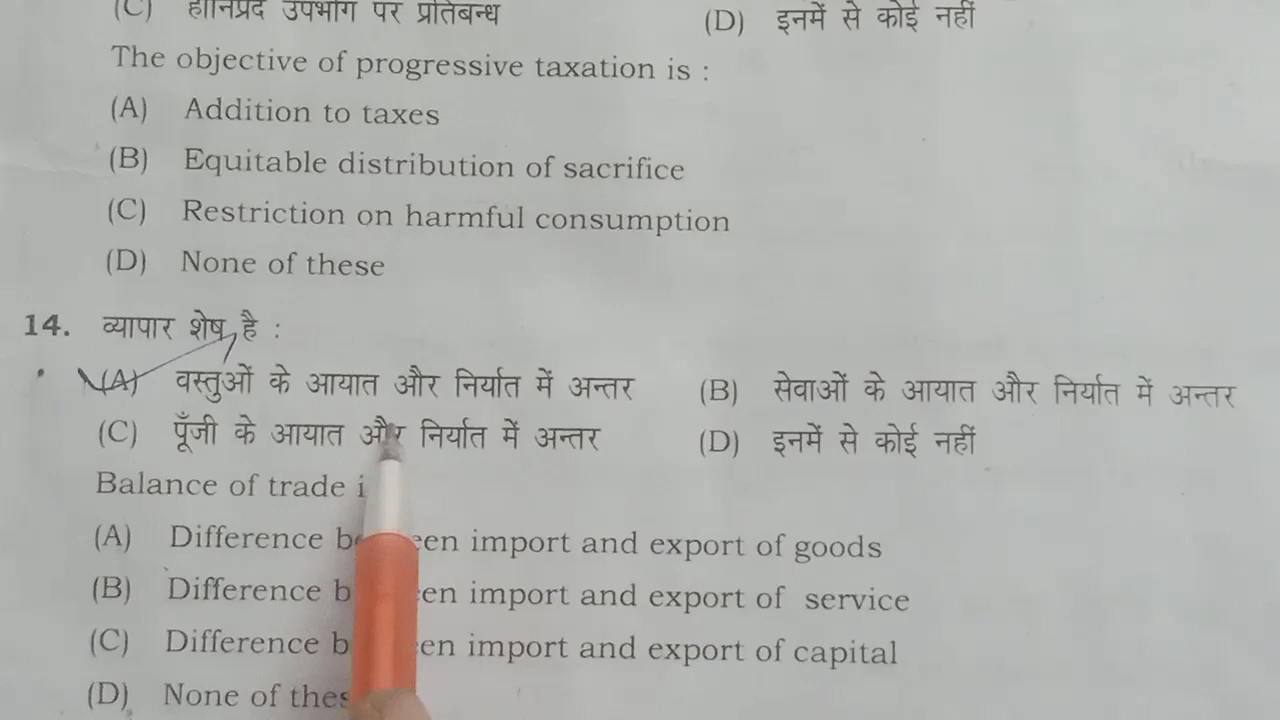 (C) हानिप्रद उपभोग पर प्रतिबन्ध (D) इनमें से कोई नहीं
The objective of progressive taxation is :
(A) Addition to taxes
(B) Equitable distribution of sacrifice
(C) Restriction on harmful consumption
(D) None of these
14. व्यापार शेष है :
(A) वस्तुओं के आयात और निर्यात में अन्तर (B) सेवाओं के आयात और निर्यात में अन्तर
(C) पूँजी के आयात और निर्यात में अन्तर (D) इनमें से कोई नहीं
Balance of trade
(A) Difference import and export of goods
(B) Difference import and export of service
(C) Difference import and export of capital
(D) None of